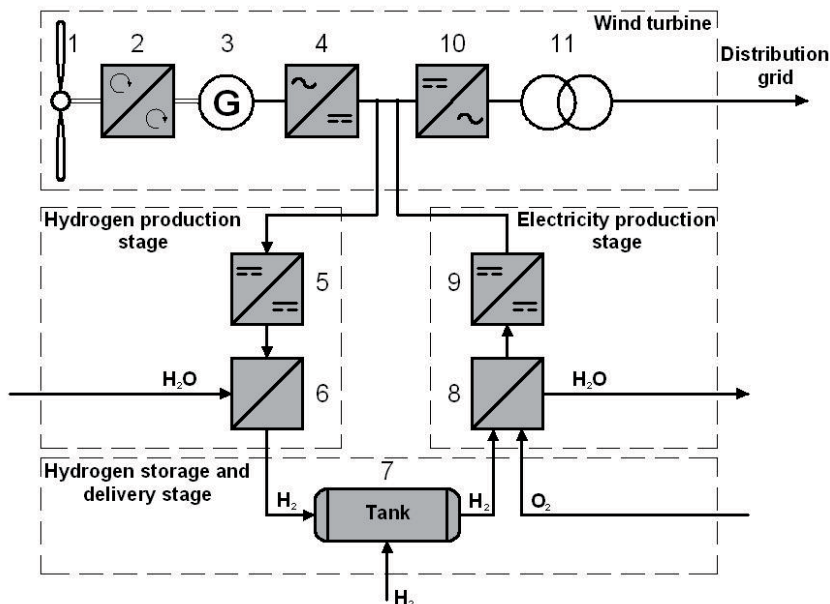 Wind turbine
1
2
3
4
10
11
Distribution
grid
G
Hydrogen production
stage
Electricity production
stage
5
9
H₂O
6
8
H₂O
Hydrogen storage and
delivery stage
7
H₂
Tank
H₂
O₂
H₂